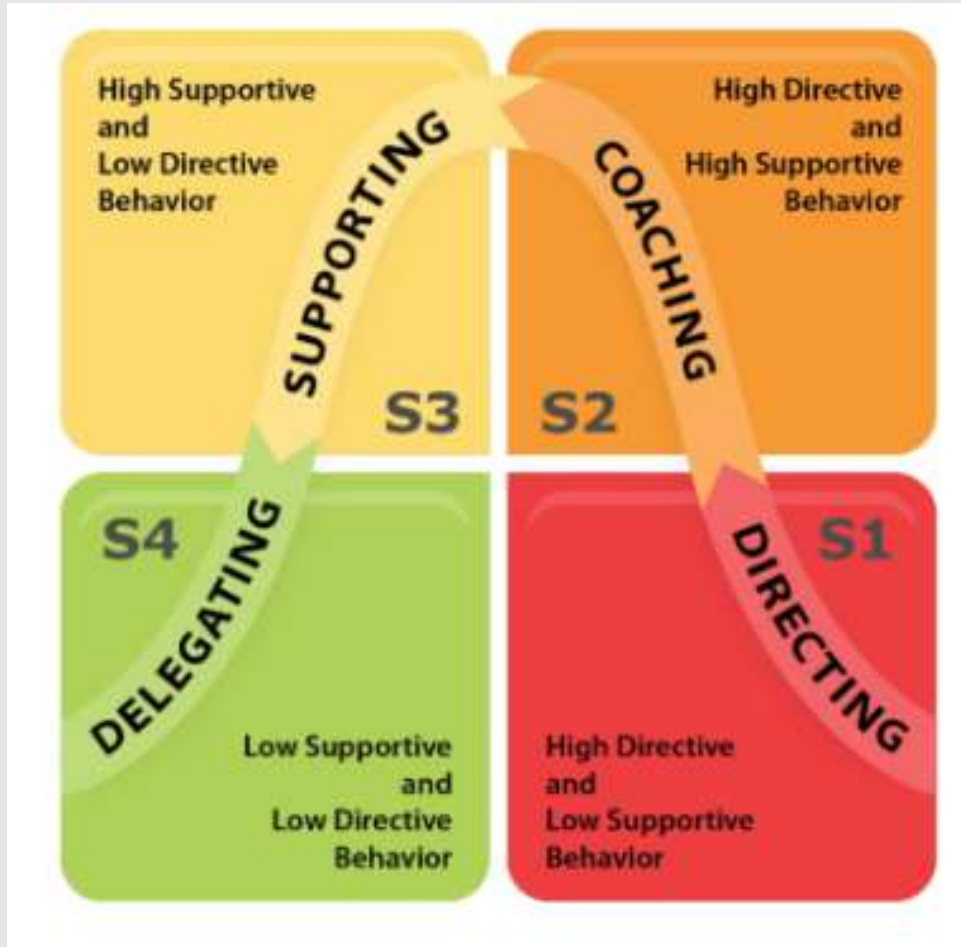 High Supportive
and
Low Directive
Behavior
SUPPORTING
S3
High Directive
and
High Supportive
Behavior
COACHING
S2
S4
DELEGATING
Low Supportive
and
Low Directive
Behavior
S1
DIRECTING
High Directive
and
Low Supportive
Behavior